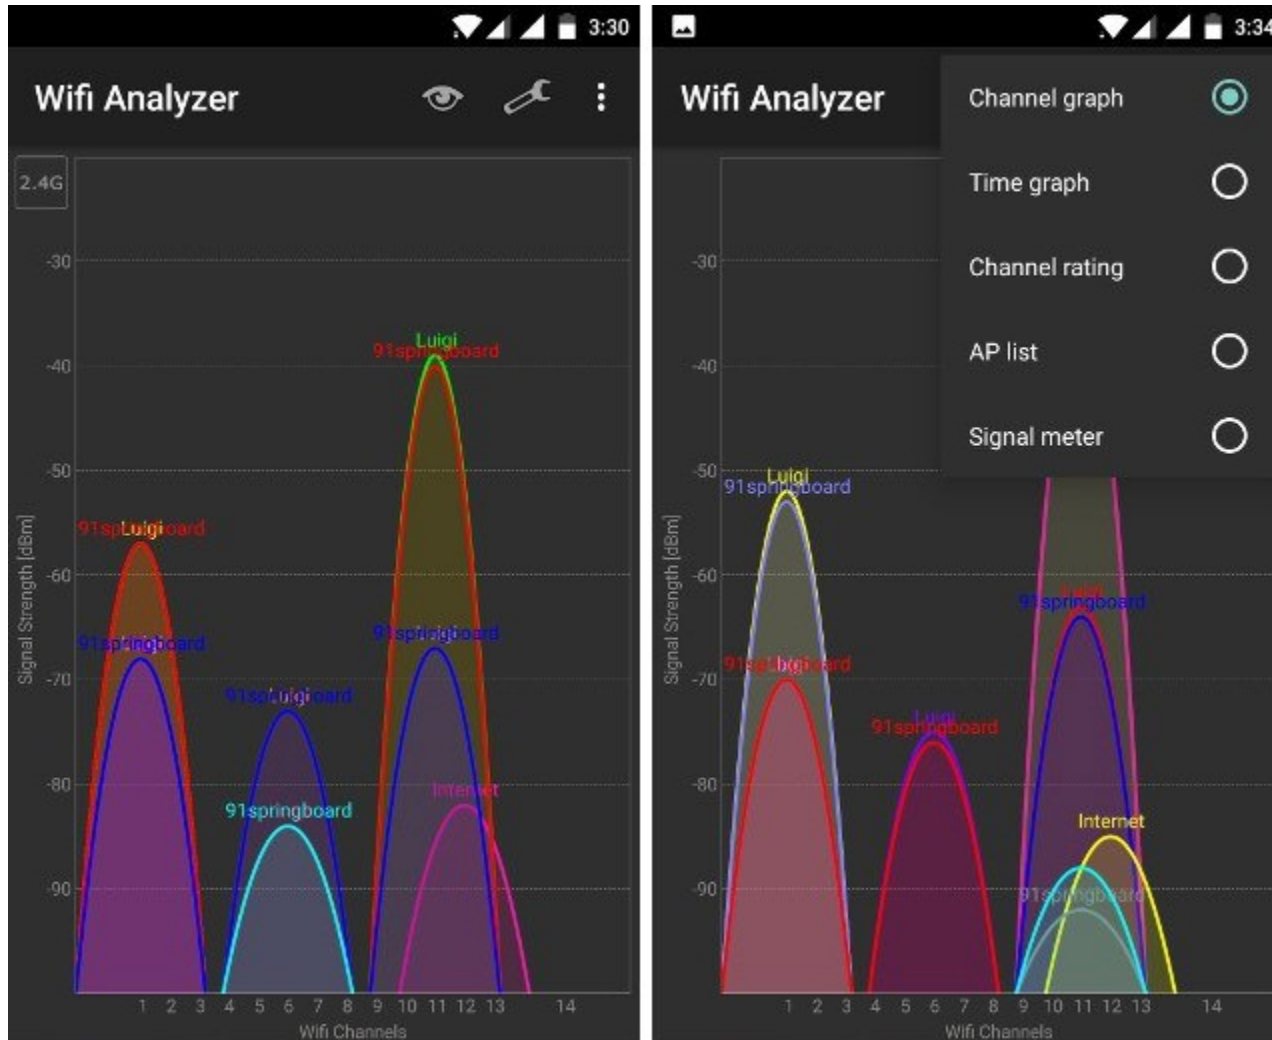 3:30
Wifi Analyzer
2.4G
-30
-40
-50
-60
-70
-80
-90
Signal Strength [dBm]
Luigi
91springboard
91springboard
Luigi
91springboard
91springboard
91springboard
Luigi
91springboard
Internet
1 2 3 4 5 6 7 8 9 10 11 12 13 14
Wifi Channels
3:34
Wifi Analyzer
Channel graph
Time graph
Channel rating
AP list
Signal meter
-30
-40
-50
-60
-70
-80
-90
Signal Strength [dBm]
Luigi
91springboard
Luigi
91springboard
91springboard
Luigi
Luigi
91springboard
Internet
91springboard
1 2 3 4 5 6 7 8 9 10 11 12 13 14
Wifi Channels